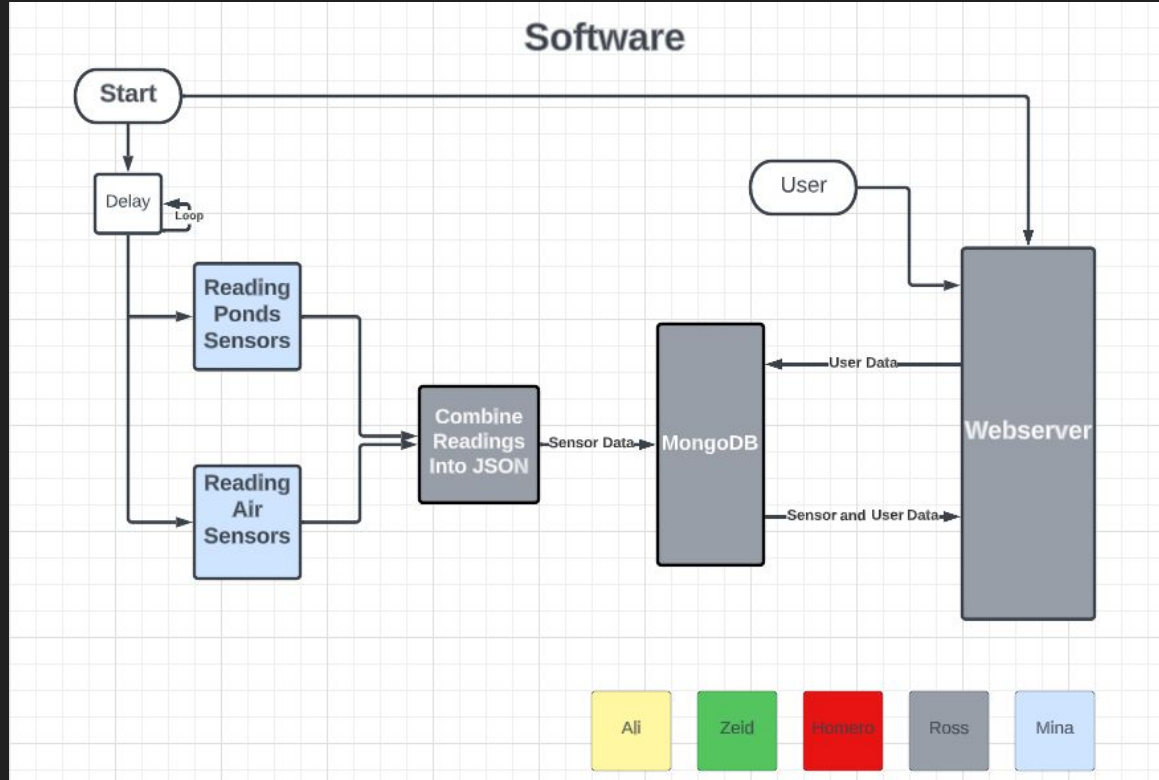 Software
Start
User
Delay
Loop
Reading
Ponds
Sensors
User Data
Combine
Readings
Into JSON
Sensor Data
MongoDB
Webserver
Reading
Air
Sensors
Sensor and User Data
Ali
Zeid
Homero
Ross
Mina